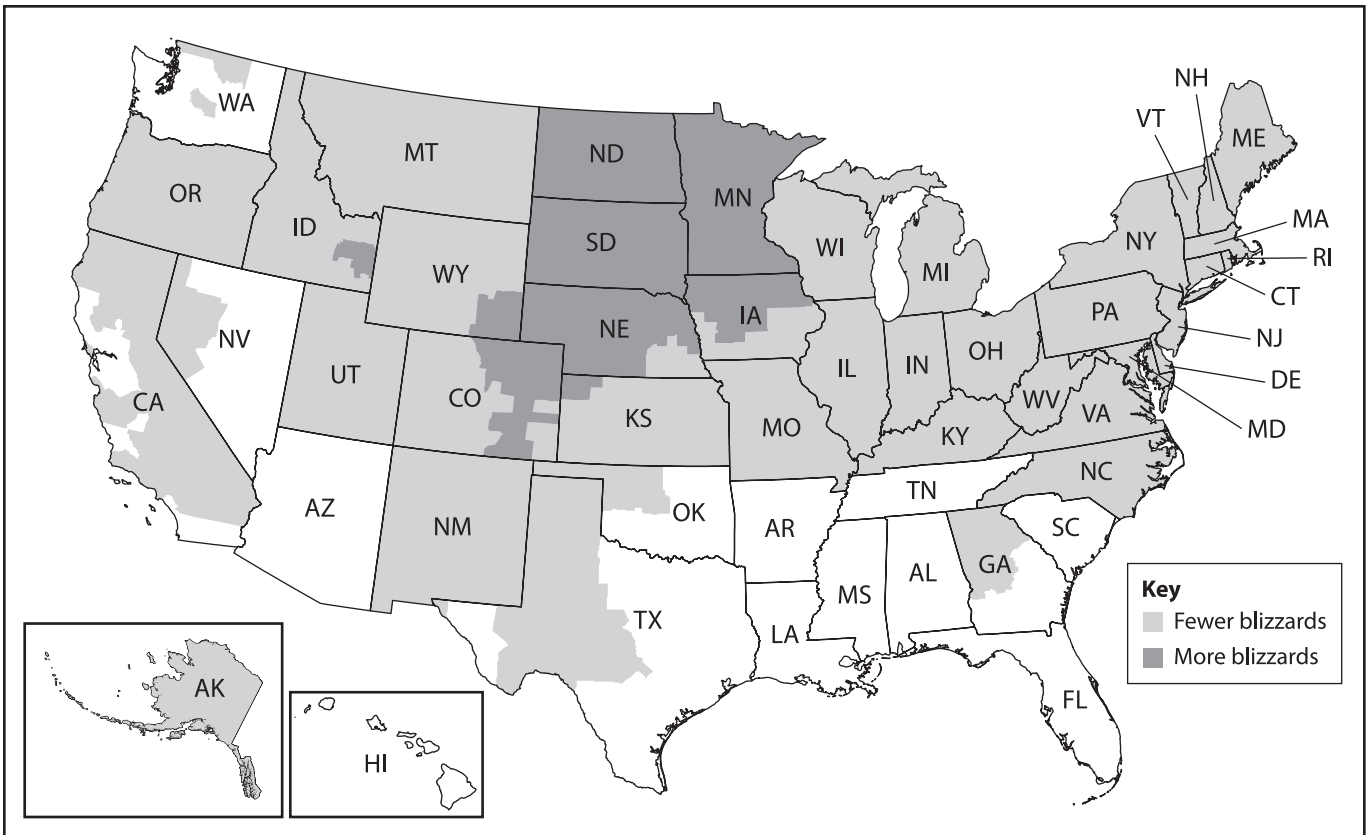 NH
VT
WA
ME
MT
ND
MN
OR
ID
MA
WI
NY
SD
RI
MI
WY
CT
PA
IA
NE
NJ
NV
OH
IL
IN
UT
DE
CO
CA
WV
VA
KS
MO
MD
KY
NC
TN
AZ
OK
NM
SC
AR
GA
AL
MS
Key
TX
Fewer blizzards
LA
More blizzards
AK
FL
HI